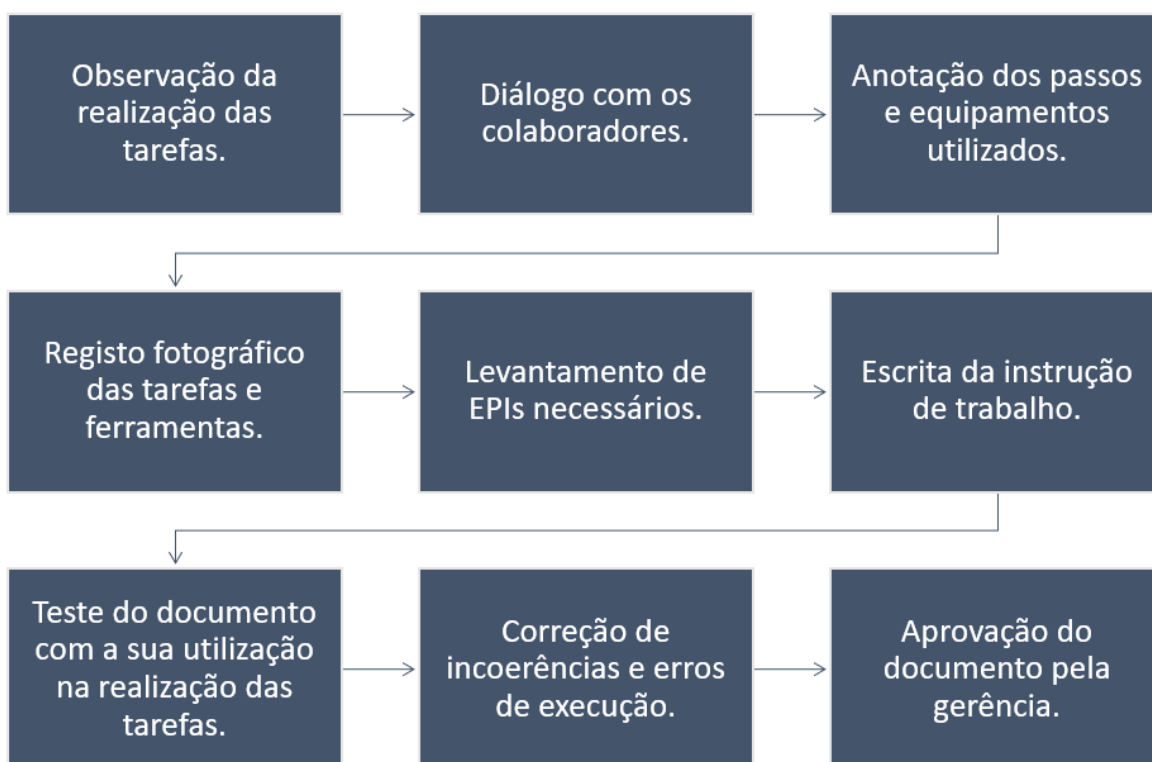 Observação da
realização das
tarefas.
Diálogo com os
colaboradores.
Anotação dos passos
e equipamentos
utilizados.
Registo fotográfico
das tarefas e
ferramentas.
Levantamento de
EPIs necessários.
Escrita da instrução
de trabalho.
Teste do documento
com a sua utilização
na realização das
tarefas.
Correção de
incoerências e erros
de execução.
Aprovação do
documento pela
gerência.